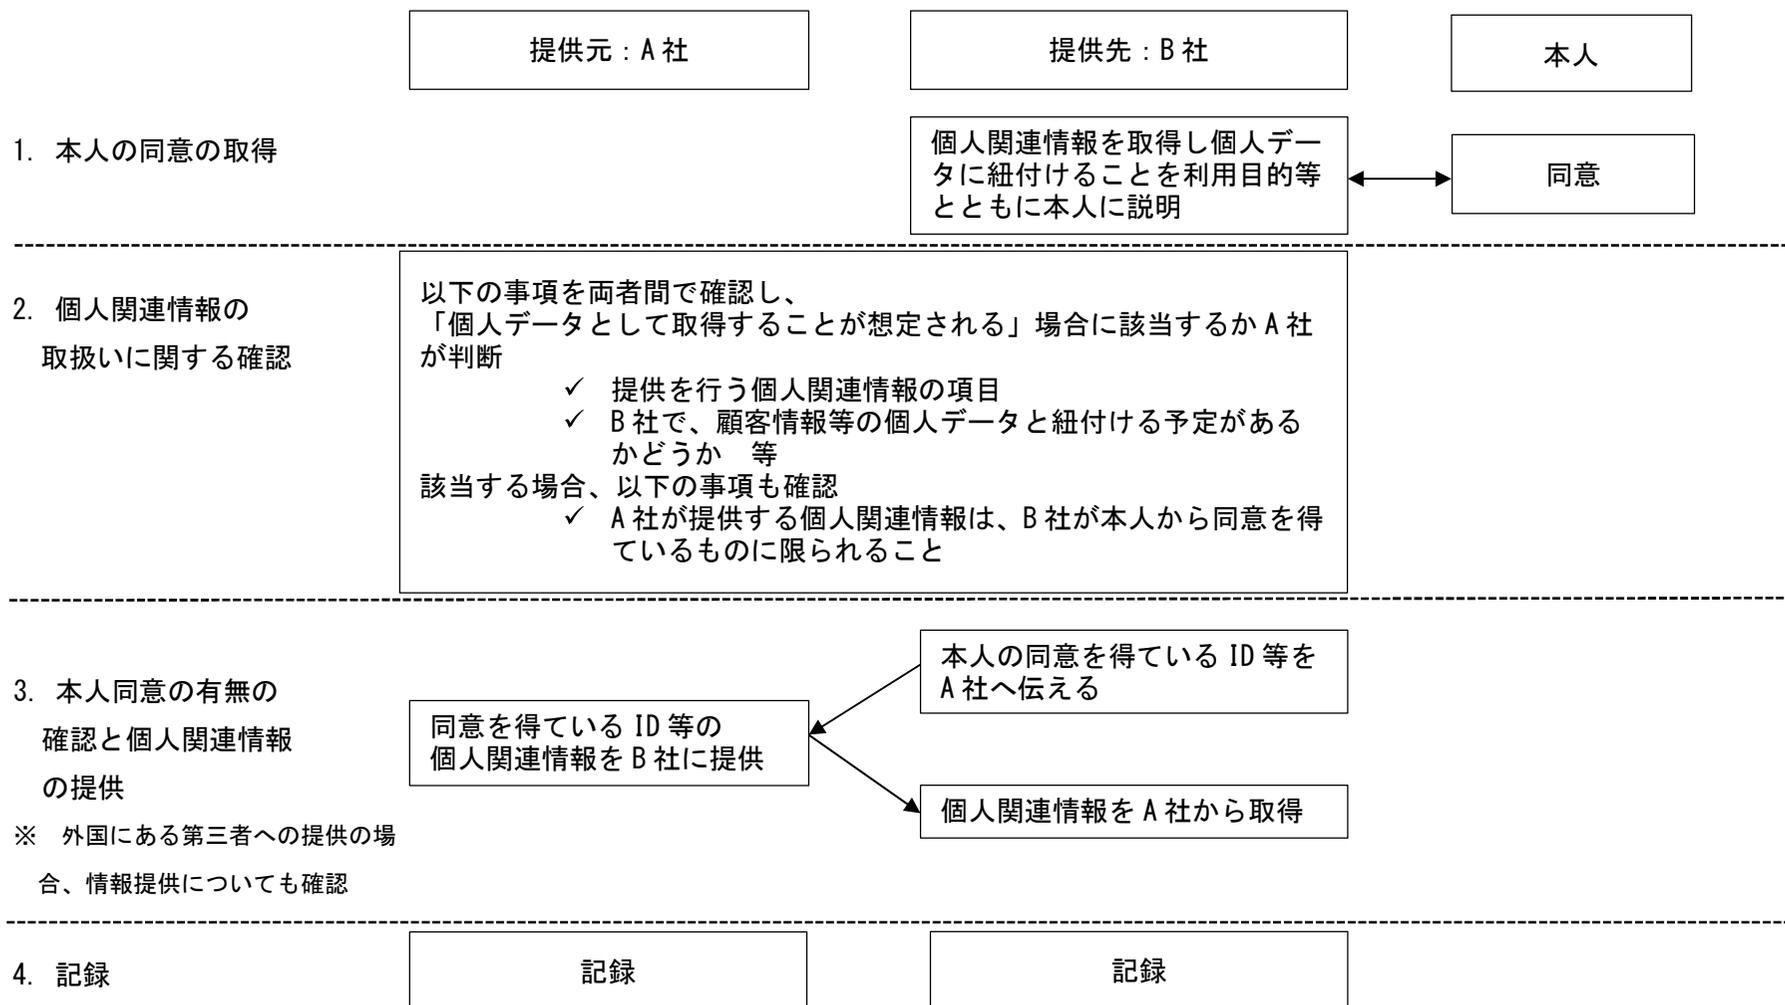 提供元：A社
提供先：B社
本人
1. 本人の同意の取得
個人関連情報を取得し個人デー
タに紐付けることを利用目的等
とともに本人に説明
同意
2. 個人関連情報の
取扱いに関する確認
以下の事項を両者間で確認し、
「個人データとして取得することが想定される」場合に該当するかA社
が判断
✓ 提供を行う個人関連情報の項目
✓ B社で、顧客情報等の個人データと紐付ける予定がある
かどうか　等
該当する場合、以下の事項も確認
✓ A社が提供する個人関連情報は、B社が本人から同意を得
ているものに限られること
3. 本人同意の有無の
確認と個人関連情報
の提供
※　外国にある第三者への提供の場
合、情報提供についても確認
本人の同意を得ているID等を
A社へ伝える
同意を得ているID等の
個人関連情報をB社に提供
個人関連情報をA社から取得
4. 記録
記録
記録